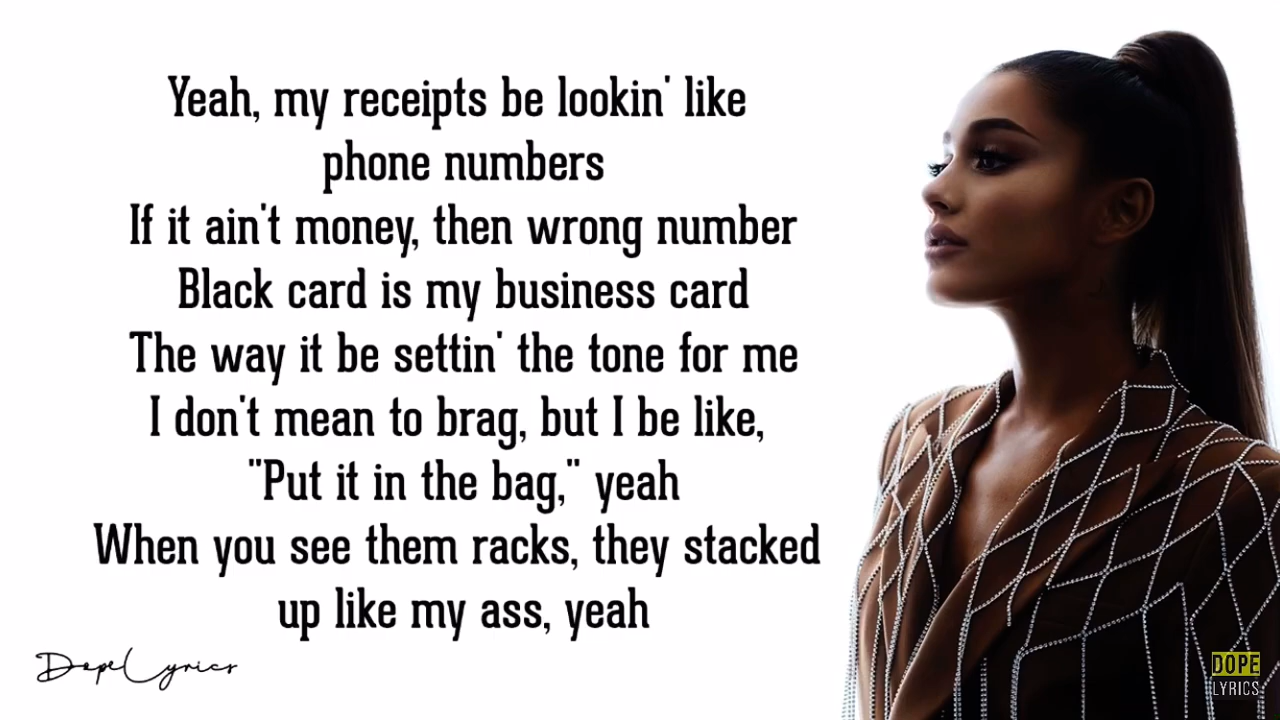 Yeah, my receipts be lookin' like
phone numbers
If it ain't money, then wrong number
Black card is my business card
The way it be settin' the tone for me
I don't mean to brag, but I be like,
"Put it in the bag," yeah
When you see them racks, they stacked
up like my ass, yeah
DopeLyrics
DOPE
LYRICS